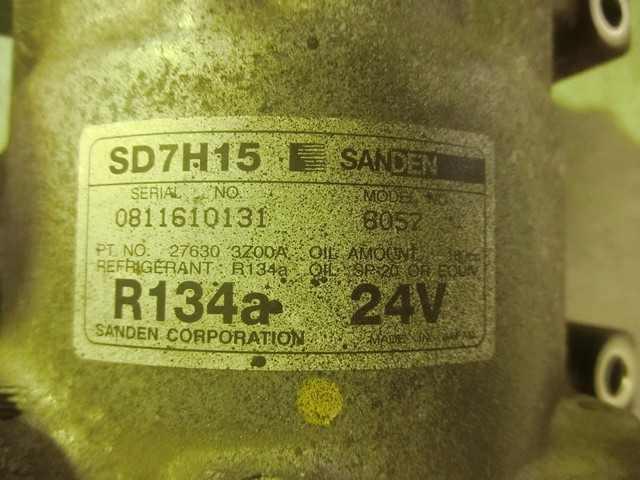 SD7H15 SANDEN
SERIAL NO. MODEL NO.
0811610131 8057
PT. NO. 27630 3Z00A OIL AMOUNT 180cc
REFRIGERANT : R134a OIL : SP-20 OR EQUIV
R134a 24V
SANDEN CORPORATION MADE IN JAPAN